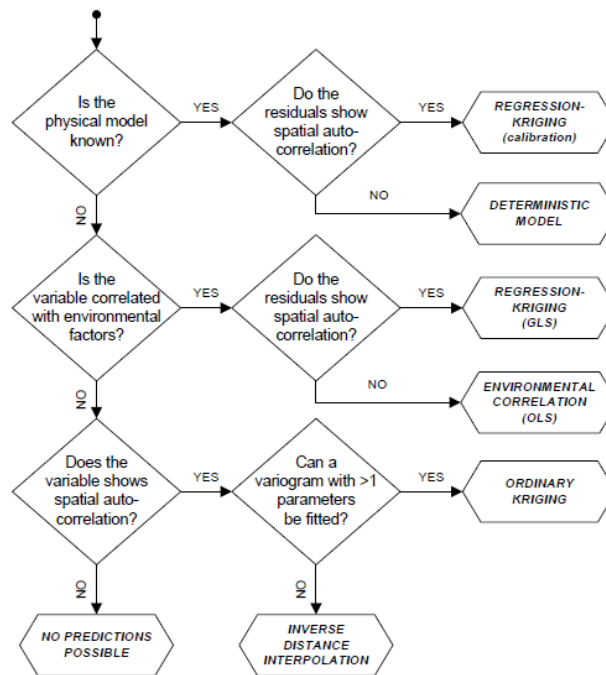 Is the
physical model
known?
YES
Do the
residuals show
spatial auto-
correlation?
YES
REGRESSION-
KRIGING
(calibration)
NO
DETERMINISTIC
MODEL
NO
Is the
variable correlated
with environmental
factors?
YES
Do the
residuals show
spatial auto-
correlation?
YES
REGRESSION-
KRIGING
(GLS)
NO
ENVIRONMENTAL
CORRELATION
(OLS)
NO
Does the
variable shows
spatial auto-
correlation?
YES
Can a
variogram with >1
parameters
be fitted?
YES
ORDINARY
KRIGING
NO
NO PREDICTIONS
POSSIBLE
NO
INVERSE
DISTANCE
INTERPOLATION